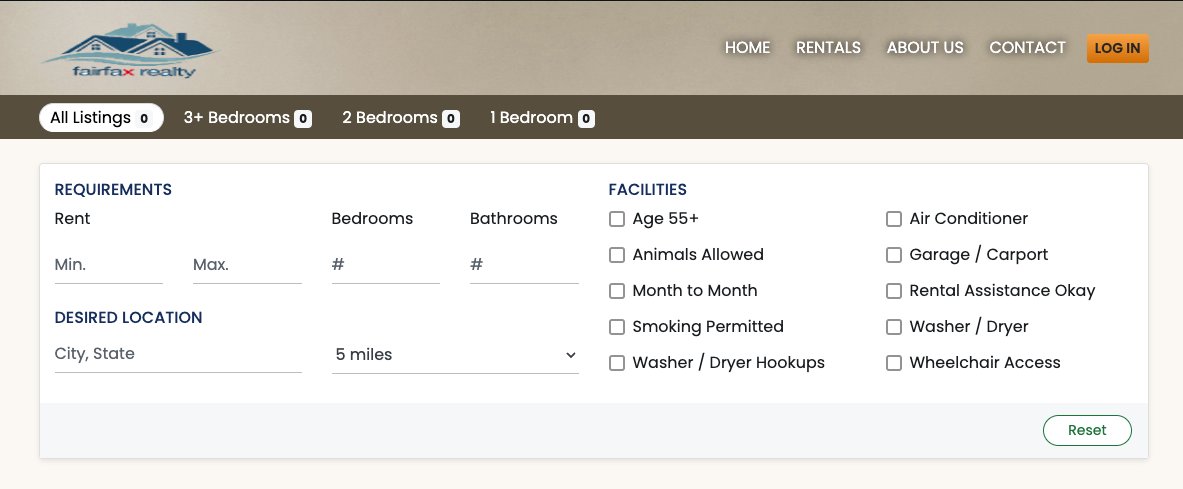 fairfax realty
HOME RENTALS ABOUT US CONTACT LOG IN
All Listings 0 3+ Bedrooms 0 2 Bedrooms 0 1 Bedroom 0
REQUIREMENTS
Rent Bedrooms Bathrooms
Min. Max. # #
DESIRED LOCATION
City, State 5 miles
FACILITIES
Age 55+ Air Conditioner
Animals Allowed Garage / Carport
Month to Month Rental Assistance Okay
Smoking Permitted Washer / Dryer
Washer / Dryer Hookups Wheelchair Access
Reset